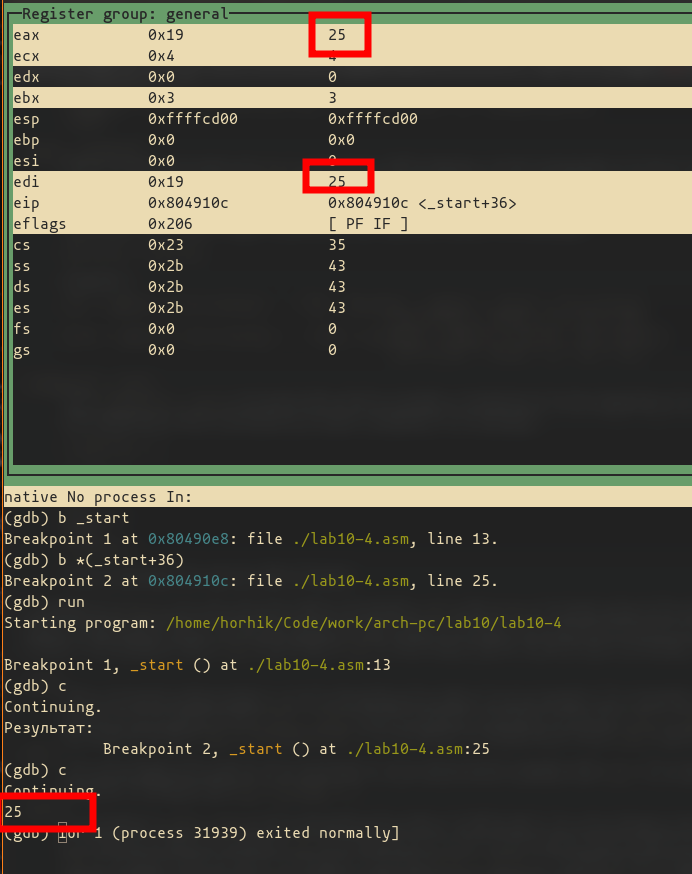 Register group: general
eax 0x19 25
ecx 0x4 4
edx 0x0 0
ebx 0x3 3
esp 0xffffcd00 0xffffcd00
ebp 0x0 0x0
esi 0x0 0
edi 0x19 25
eip 0x804910c 0x804910c <_start+36>
eflags 0x206 [ PF IF ]
cs 0x23 35
ss 0x2b 43
ds 0x2b 43
es 0x2b 43
fs 0x0 0
gs 0x0 0
native No process In:
(gdb) b _start
Breakpoint 1 at 0x80490e8: file ./lab10-4.asm, line 13.
(gdb) b *(_start+36)
Breakpoint 2 at 0x804910c: file ./lab10-4.asm, line 25.
(gdb) run
Starting program: /home/horhik/Code/work/arch-pc/lab10/lab10-4
Breakpoint 1, _start () at ./lab10-4.asm:13
(gdb) c
Continuing.
Результат:
Breakpoint 2, _start () at ./lab10-4.asm:25
(gdb) c
Continuing.
25
(gdb) ior 1 (process 31939) exited normally]